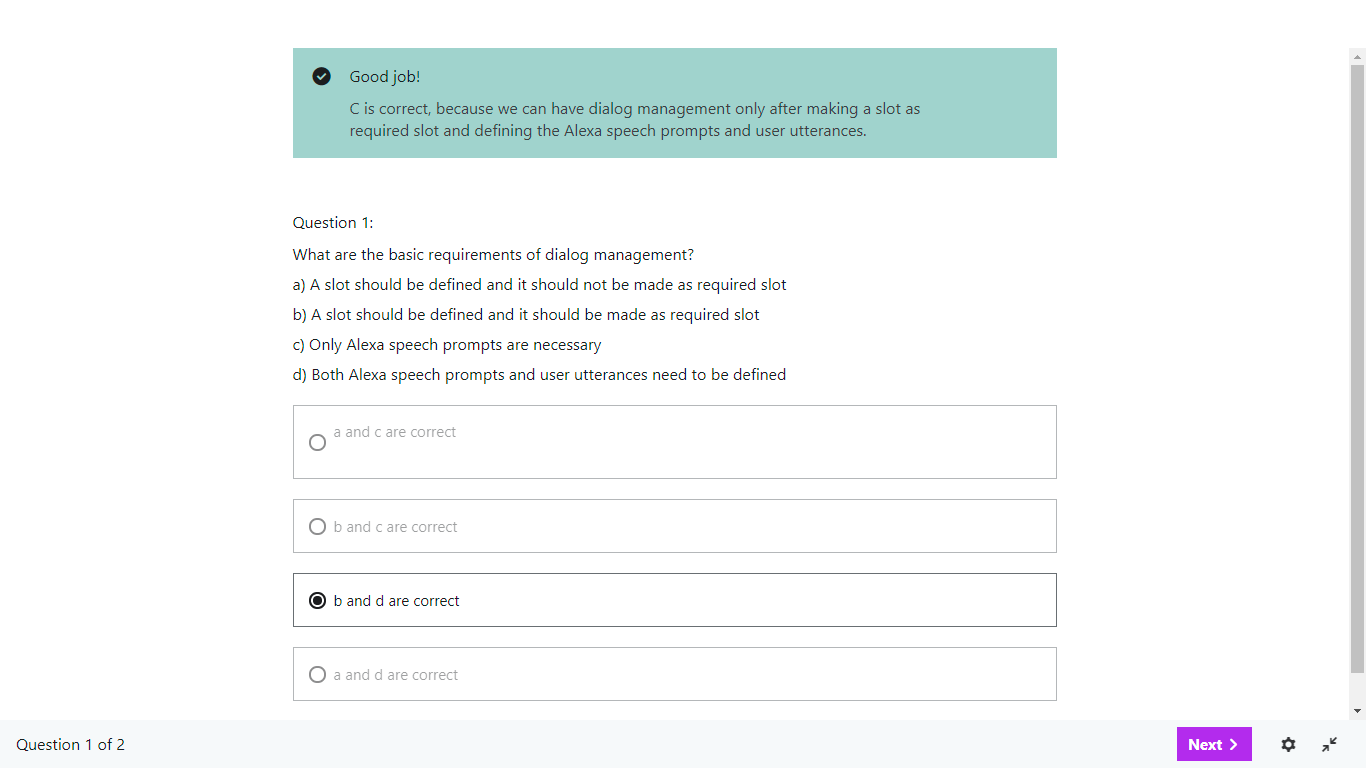 Good job!
C is correct, because we can have dialog management only after making a slot as
required slot and defining the Alexa speech prompts and user utterances.
Question 1:
What are the basic requirements of dialog management?
a) A slot should be defined and it should not be made as required slot
b) A slot should be defined and it should be made as required slot
c) Only Alexa speech prompts are necessary
d) Both Alexa speech prompts and user utterances need to be defined
a and c are correct
b and c are correct
b and d are correct
a and d are correct
Question 1 of 2
Next